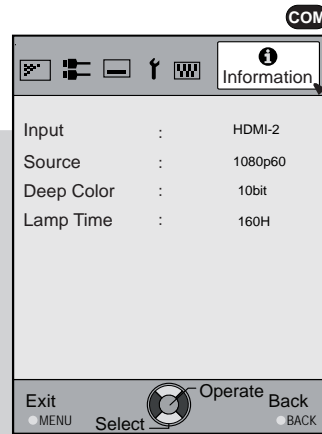 COM
Information
Input : HDMI-2
Source : 1080p60
Deep Color : 10bit
Lamp Time : 160H
Exit
MENU
Select
Operate
Back
BACK